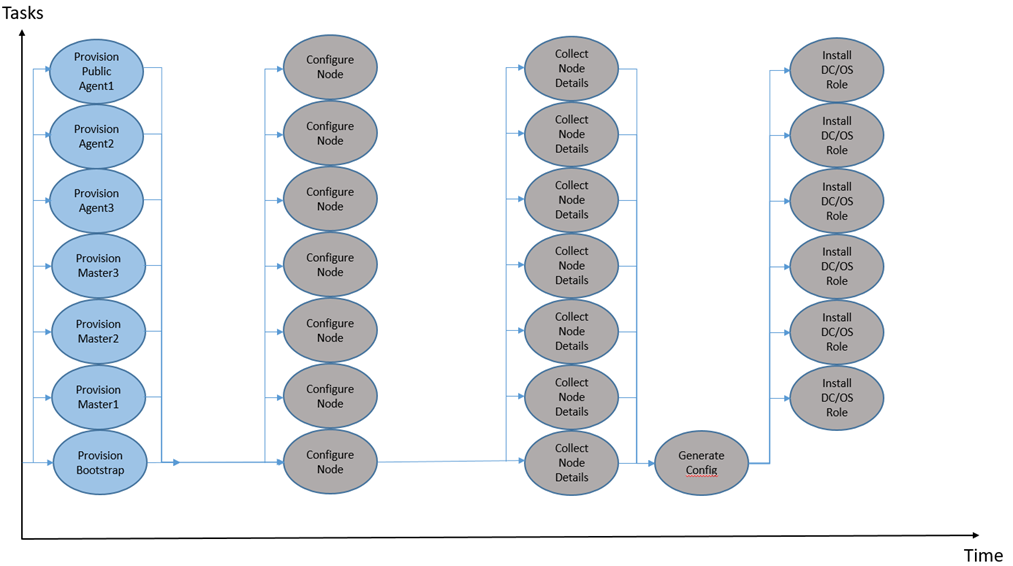 Tasks
Provision
Public
Agent1
Provision
Agent2
Provision
Agent3
Provision
Master3
Provision
Master2
Provision
Master1
Provision
Bootstrap
Configure
Node
Configure
Node
Configure
Node
Configure
Node
Configure
Node
Configure
Node
Configure
Node
Collect
Node
Details
Collect
Node
Details
Collect
Node
Details
Collect
Node
Details
Collect
Node
Details
Collect
Node
Details
Collect
Node
Details
Generate
Config
Install
DC/OS
Role
Install
DC/OS
Role
Install
DC/OS
Role
Install
DC/OS
Role
Install
DC/OS
Role
Install
DC/OS
Role
Time